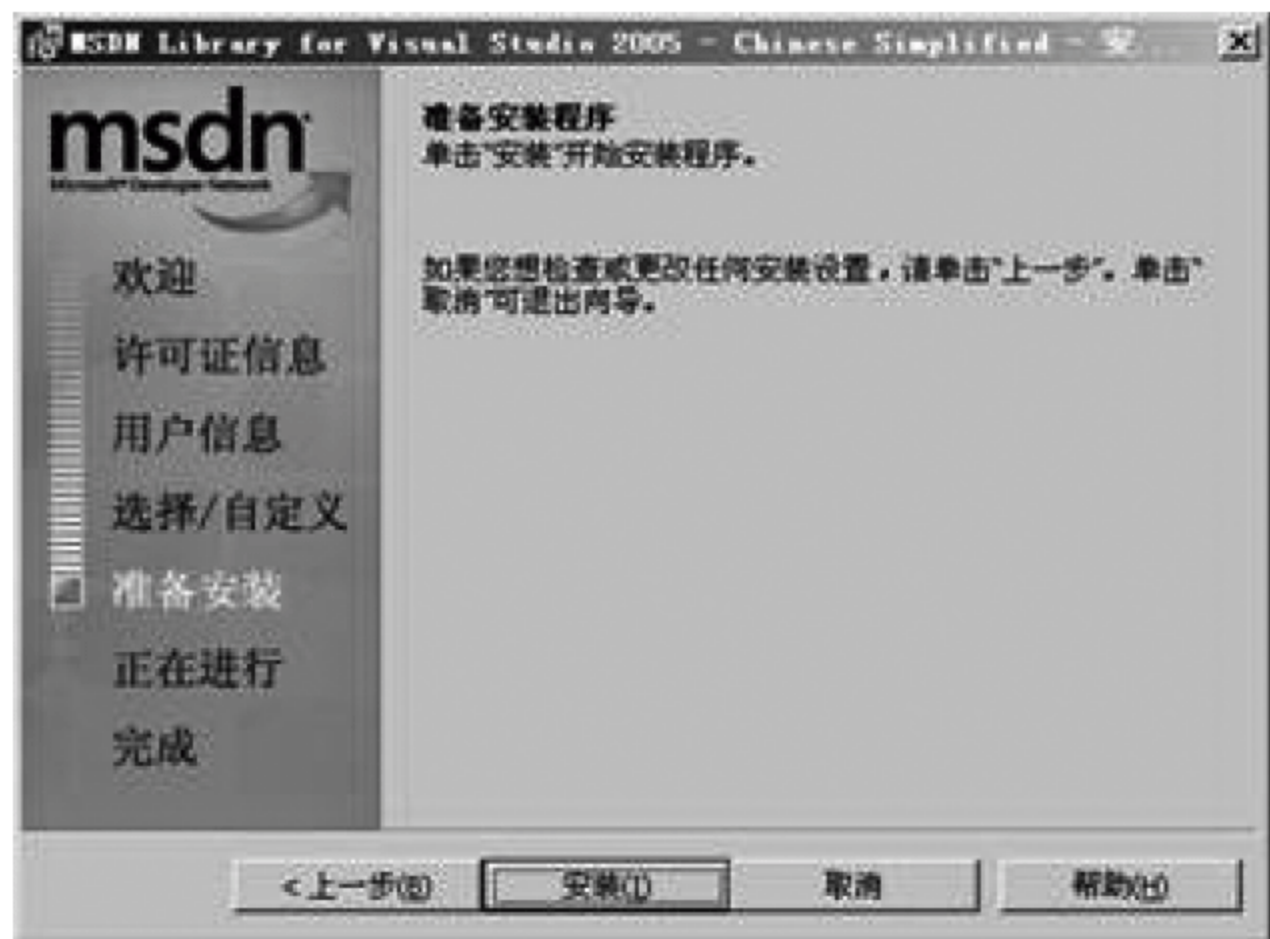 MSDN Library for Visual Studio 2005 - Chinese Simplified - 安...
msdn
Microsoft Developer Network
欢迎
许可证信息
用户信息
选择/自定义
准备安装
正在进行
完成
准备安装程序
单击“安装”开始安装程序。
如果您想检查或更改任何安装设置，请单击“上一步”。单击“
取消”可退出向导。
<上一步(B)
安装(I)
取消
帮助(H)